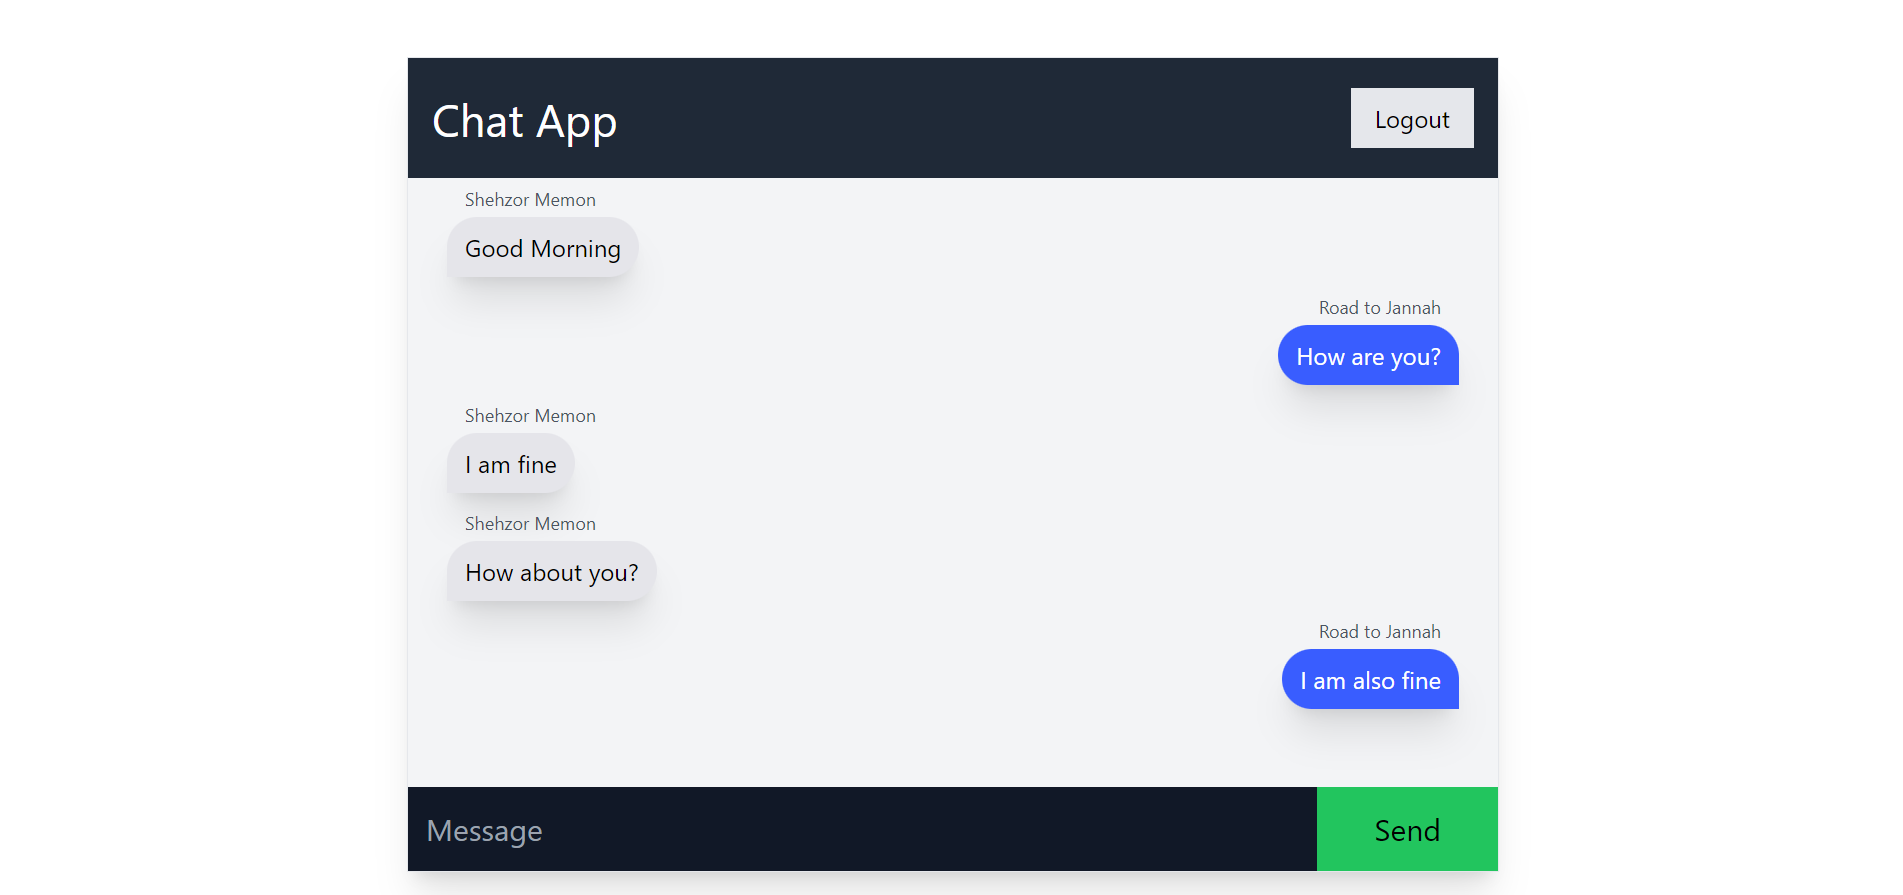 Chat App
Logout
Shehzor Memon
Good Morning
Road to Jannah
How are you?
Shehzor Memon
I am fine
Shehzor Memon
How about you?
Road to Jannah
I am also fine
Message
Send